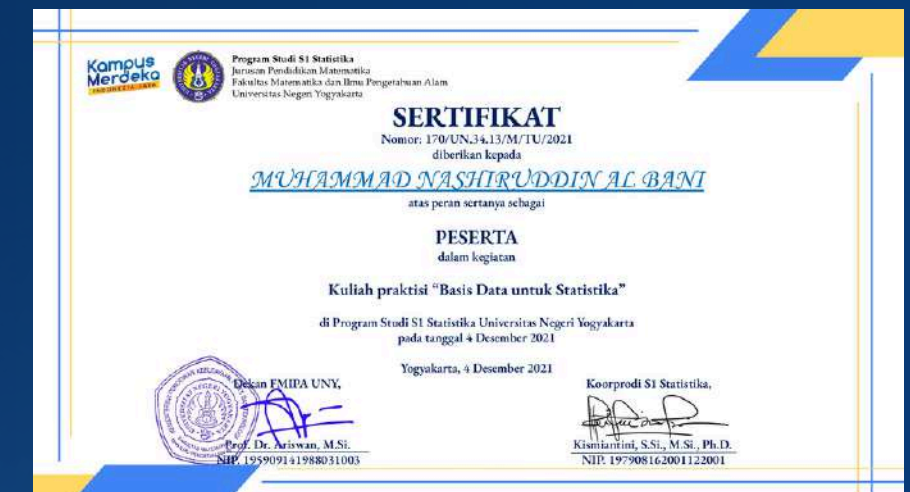 Kampus
Merdeka
INDONESIA JAYA
Program Studi S1 Statistika
Jurusan Pendidikan Matematika
Fakultas Matematika dan Ilmu Pengetahuan Alam
Universitas Negeri Yogyakarta
SERTIFIKAT
Nomor: 170/UN.34.13/M/TU/2021
diberikan kepada
MUHAMMAD NASHIRUDDIN AL BANI
atas peran sertanya sebagai
PESERTA
dalam kegiatan
Kuliah praktisi “Basis Data untuk Statistika”
di Program Studi S1 Statistika Universitas Negeri Yogyakarta
pada tanggal 4 Desember 2021
Yogyakarta, 4 Desember 2021
Dekan FMIPA UNY,
Koorprodi S1 Statistika,
Prof. Dr. Ariswan, M.Si.
Kismiantini, S.Si., M.Si., Ph.D.
NIP. 195909141988031003
NIP. 197908162001122001